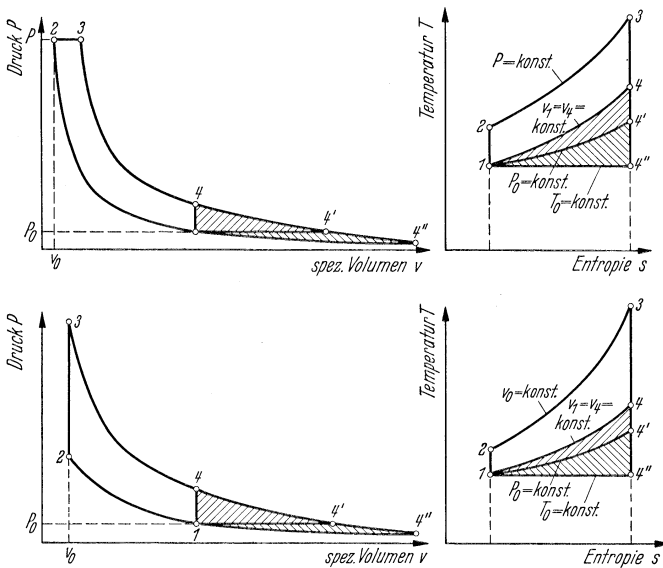 Druck P
P
2
3
4
4'
4"
P₀
v₀
spez. Volumen v
Temperatur T
3
P=konst.
4
v₁=v₄=
konst.
2
4'
1
P₀=konst.
4"
T₀=konst.
Entropie s
Druck P
3
2
4
4'
4"
P₀
1
v₀
spez. Volumen v
Temperatur T
3
v₀=konst.
v₁=v₄=
konst.
4
4'
2
1
4"
P₀=konst.
T₀=konst.
Entropie s